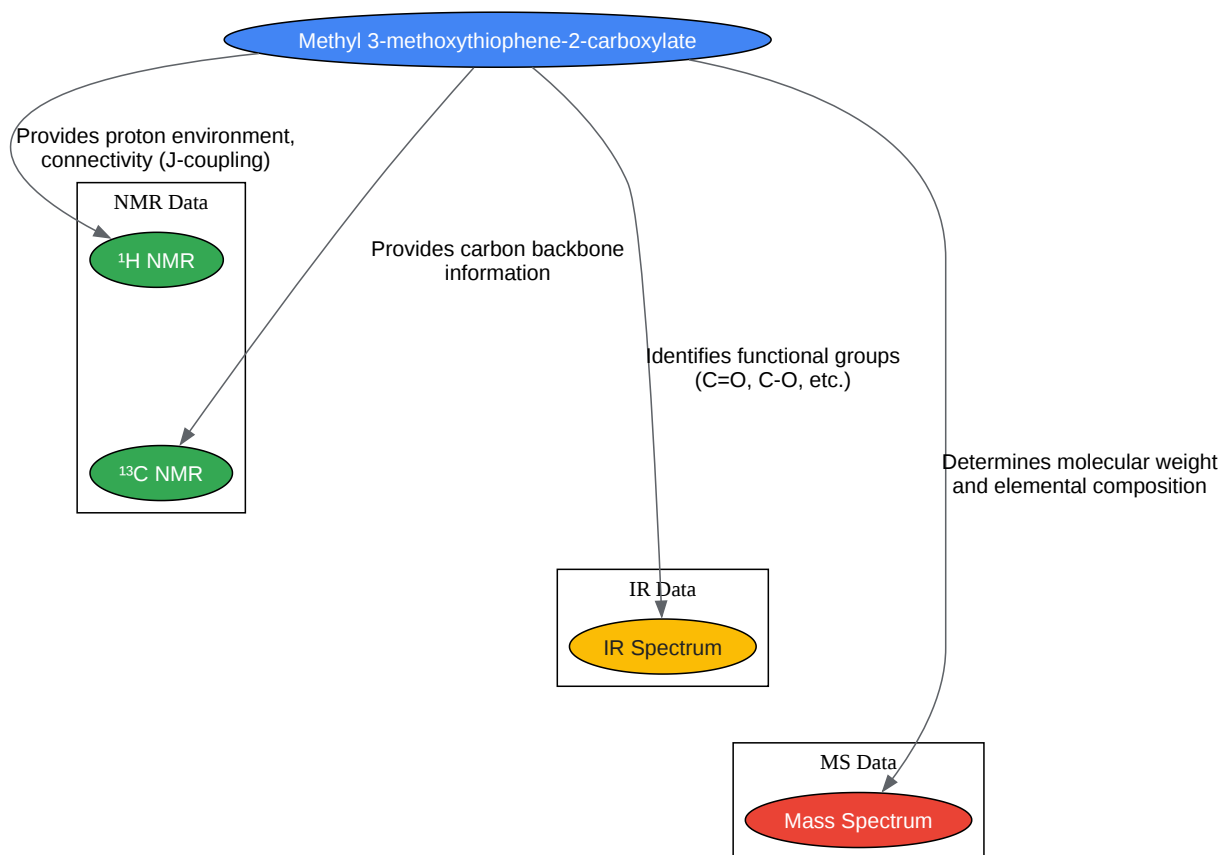 Methyl 3-methoxythiophene-2-carboxylate
Provides proton environment,
connectivity (J-coupling)
NMR Data
¹H NMR
Provides carbon backbone
information
Identifies functional groups
(C=O, C-O, etc.)
¹³C NMR
Determines molecular weight
and elemental composition
IR Data
IR Spectrum
MS Data
Mass Spectrum